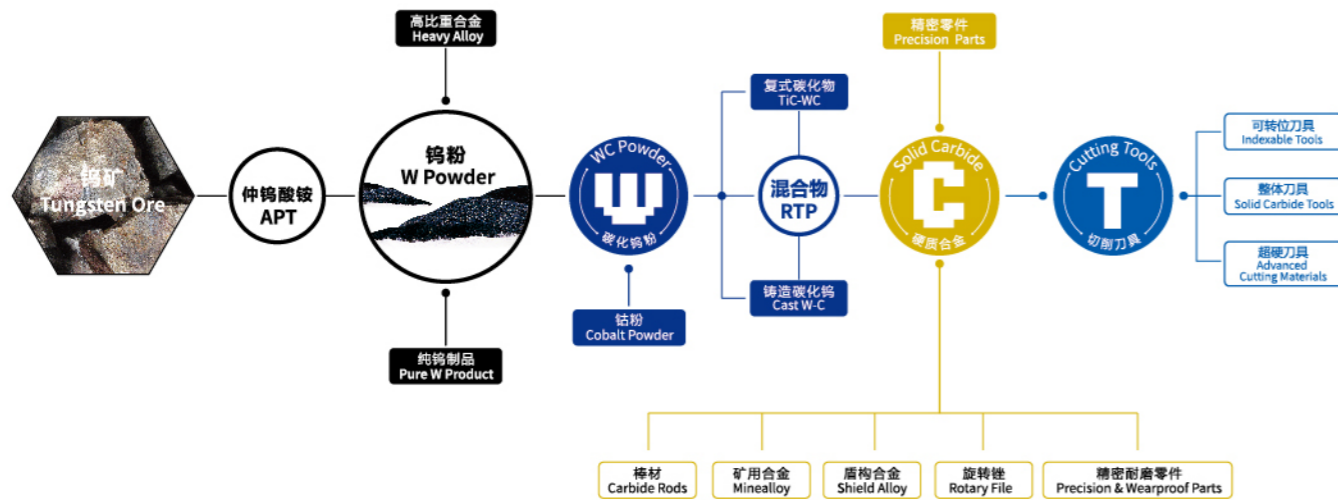 钨矿
Tungsten Ore
仲钨酸铵
APT
高比重合金
Heavy Alloy
钨粉
W Powder
纯钨制品
Pure W Product
WC Powder
碳化钨粉
钴粉
Cobalt Powder
复式碳化物
TiC-WC
混合物
RTP
铸造碳化钨
Cast W-C
精密零件
Precision Parts
Solid Carbide
C
硬质合金
棒材
Carbide Rods
矿用合金
Minealloy
盾构合金
Shield Alloy
旋转锉
Rotary File
精密耐磨零件
Precision & Wearproof Parts
Cutting Tools
T
切削刀具
可转位刀具
Indexable Tools
整体刀具
Solid Carbide Tools
超硬刀具
Advanced
Cutting Materials